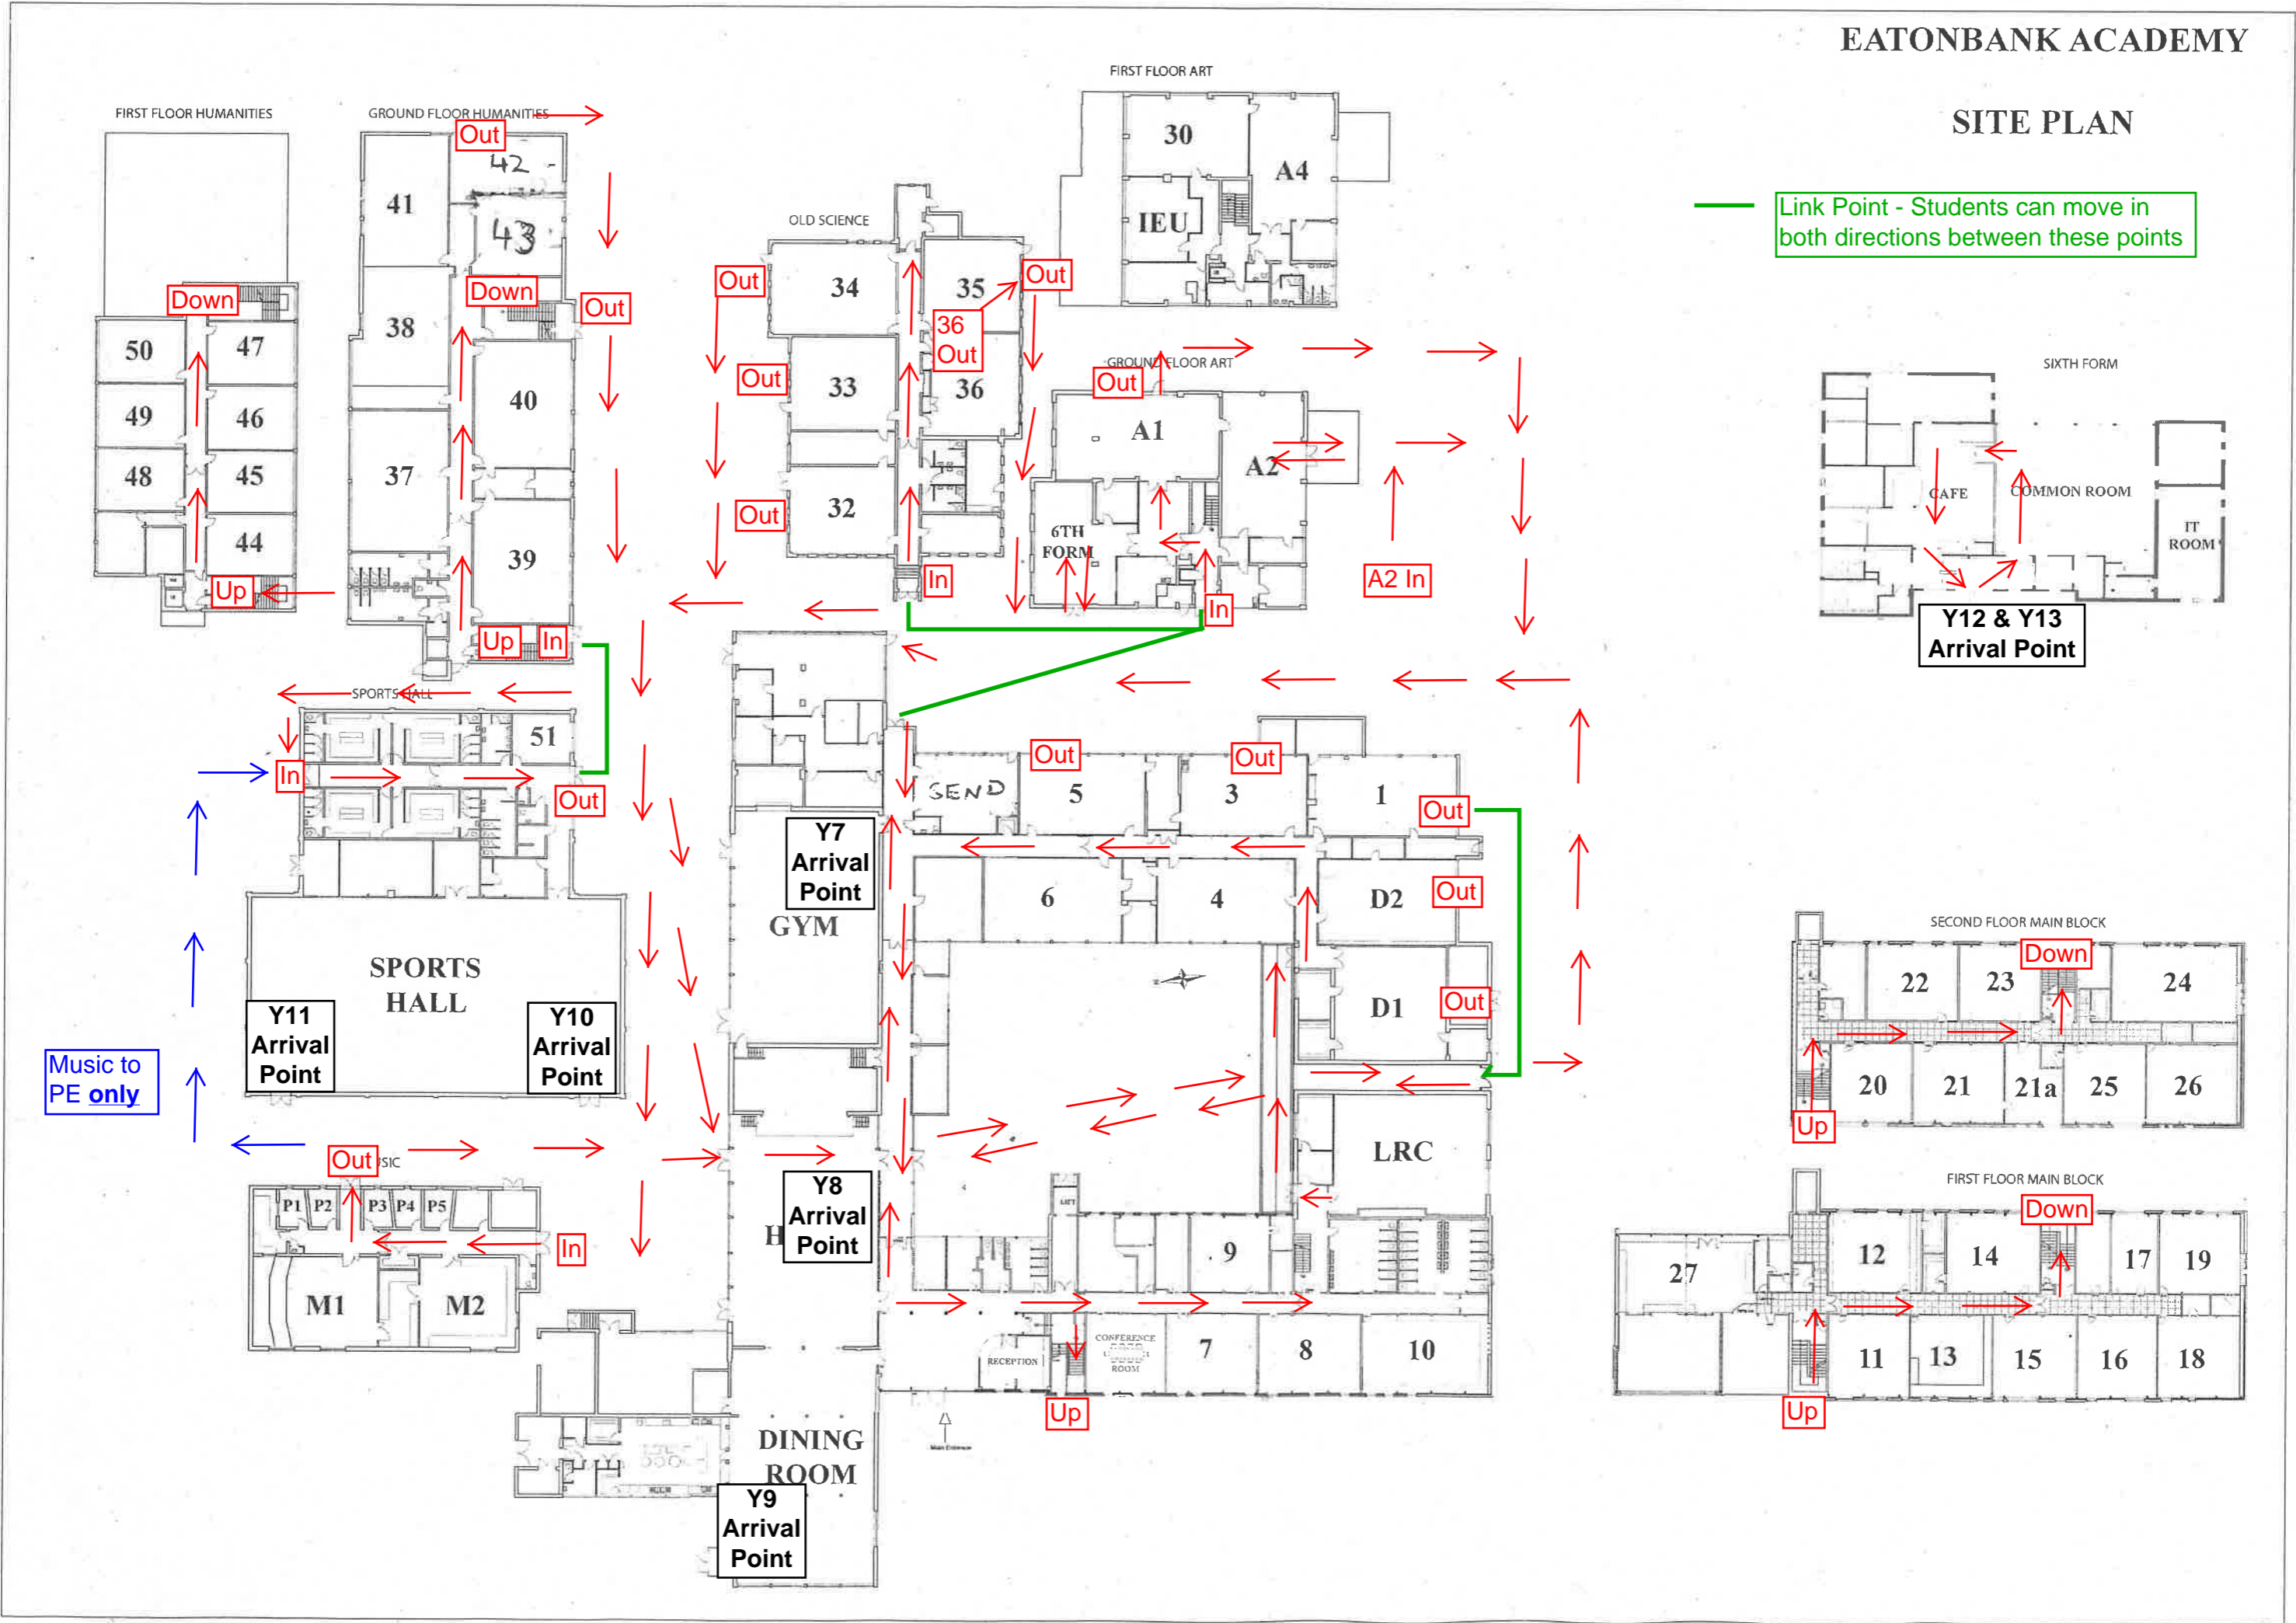 EATONBANK ACADEMY
SITE PLAN
Link Point - Students can move in
both directions between these points
FIRST FLOOR HUMANITIES
Down
50
47
49
46
48
45
44
Up
GROUND FLOOR HUMANITIES
Out
42
41
43
Down
Out
38
40
37
39
Up
In
OLD SCIENCE
Out
34
35
Out
36
Out
Out
33
36
Out
32
In
FIRST FLOOR ART
30
A4
IEU
GROUND FLOOR ART
Out
A1
A2
6TH
FORM
In
A2 In
SIXTH FORM
CAFE
COMMON ROOM
IT
ROOM
Y12 & Y13
Arrival Point
SPORTS HALL
51
In
Out
SPORTS
HALL
Y11
Arrival
Point
Y10
Arrival
Point
Music to
PE only
Out
P1
P2
P3
P4
P5
In
M1
M2
SEND
Out
5
Out
3
1
Out
Y7
Arrival
Point
GYM
6
4
D2
Out
D1
Out
LRC
Y8
Arrival
Point
LIFT
9
RECEPTION
CONFERENCE
ROOM
7
8
10
Up
Main Entrance
DINING
ROOM
Y9
Arrival
Point
SECOND FLOOR MAIN BLOCK
Down
22
23
24
20
21
21a
25
26
Up
FIRST FLOOR MAIN BLOCK
Down
27
12
14
17
19
11
13
15
16
18
Up